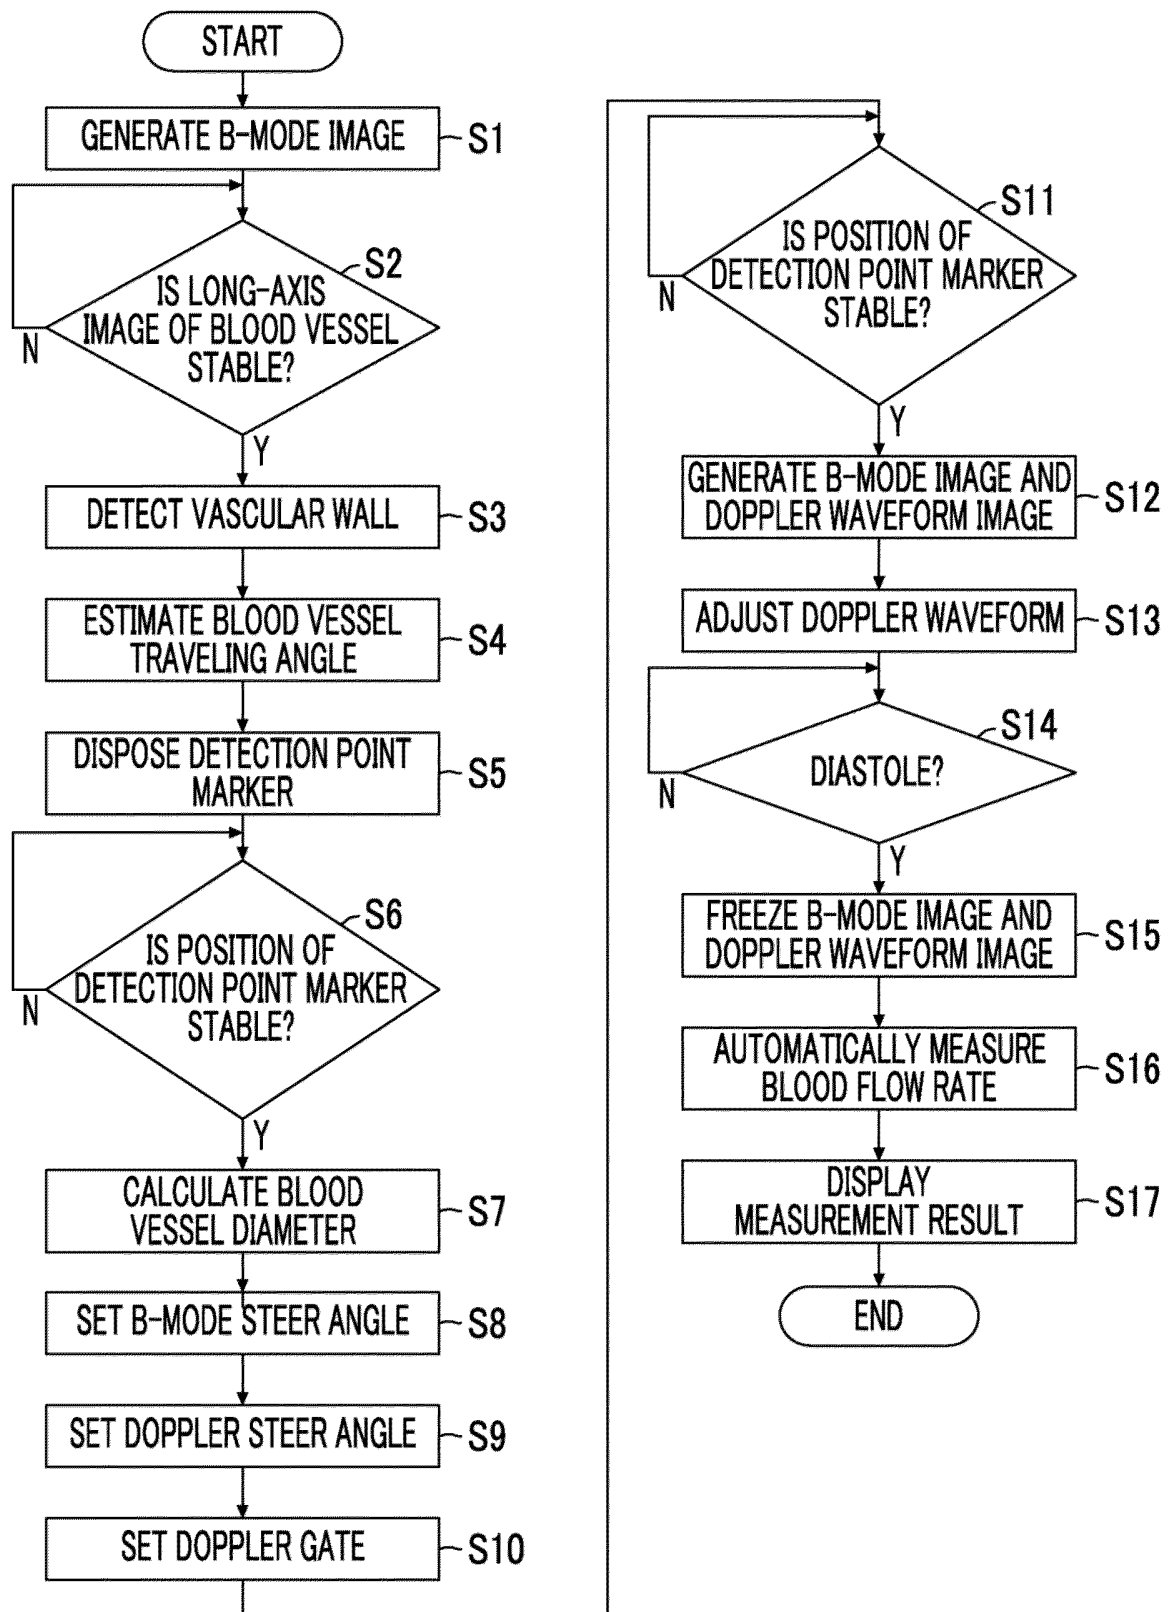 START
GENERATE B-MODE IMAGE
S1
S2
IS LONG-AXIS
IMAGE OF BLOOD VESSEL
STABLE?
N
Y
DETECT VASCULAR WALL
S3
ESTIMATE BLOOD VESSEL
TRAVELING ANGLE
S4
DISPOSE DETECTION POINT
MARKER
S5
S6
IS POSITION OF
DETECTION POINT MARKER
STABLE?
N
Y
CALCULATE BLOOD
VESSEL DIAMETER
S7
SET B-MODE STEER ANGLE
S8
SET DOPPLER STEER ANGLE
S9
SET DOPPLER GATE
S10
S11
IS POSITION OF
DETECTION POINT MARKER
STABLE?
N
Y
GENERATE B-MODE IMAGE AND
DOPPLER WAVEFORM IMAGE
S12
ADJUST DOPPLER WAVEFORM
S13
S14
DIASTOLE?
N
Y
FREEZE B-MODE IMAGE AND
DOPPLER WAVEFORM IMAGE
S15
AUTOMATICALLY MEASURE
BLOOD FLOW RATE
S16
DISPLAY
MEASUREMENT RESULT
S17
END